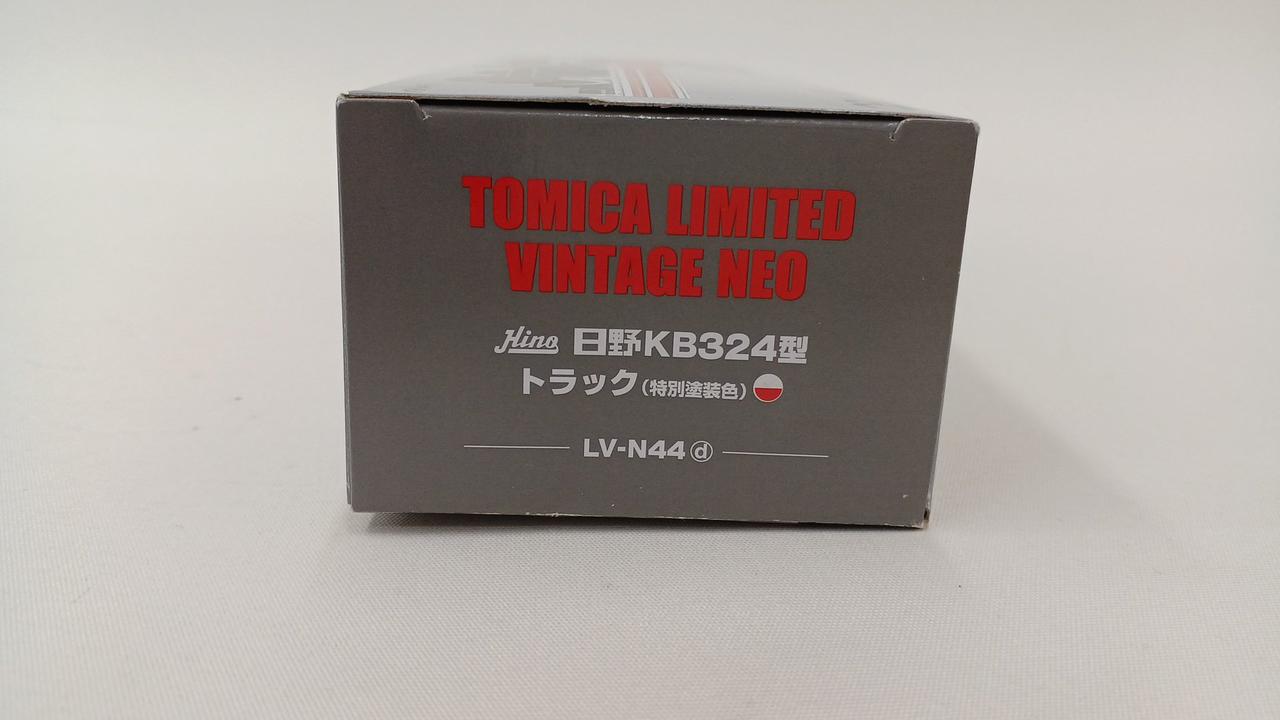 TOMICA LIMITED
VINTAGE NEO
Hino 日野KB324型
トラック(特別塗装色)
LV-N44ⓓ